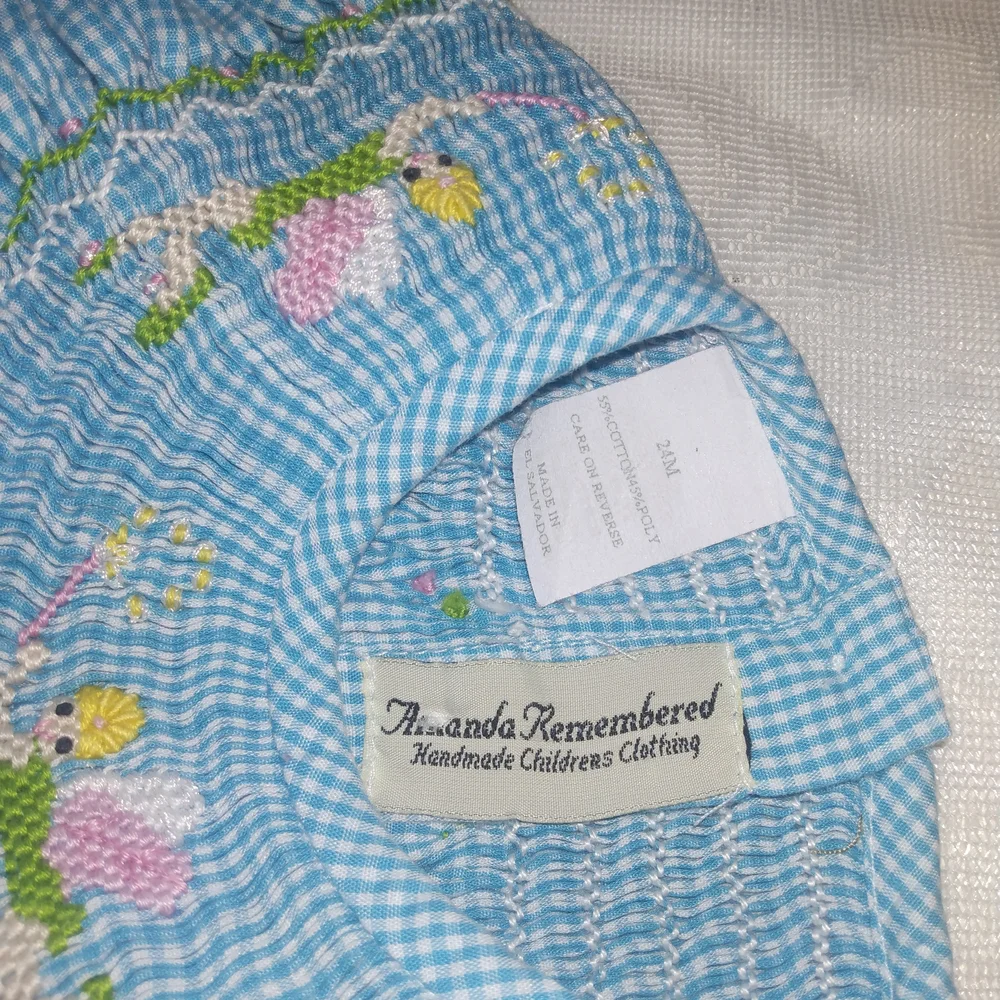 24M
55%COTTON45%POLY
CARE ON REVERSE
MADE IN
EL SALVADOR
Amanda Remembered
Handmade Childrens Clothing